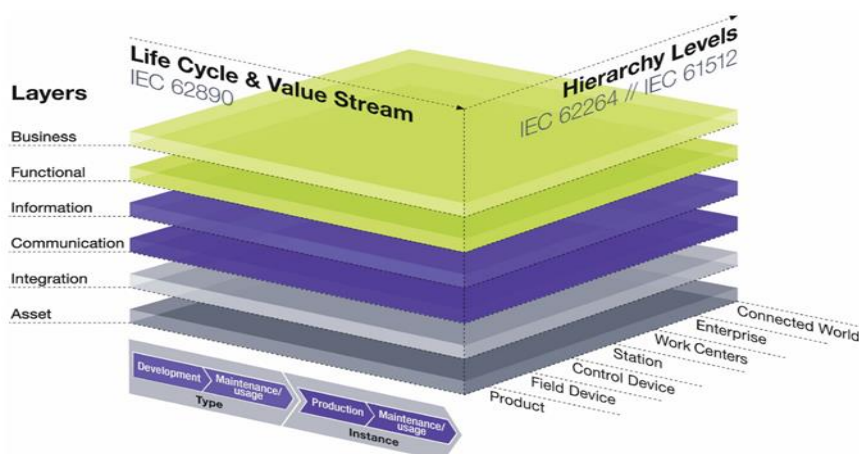 Life Cycle & Value Stream
IEC 62890
Hierarchy Levels
IEC 62264 // IEC 61512
Layers
Business
Functional
Information
Communication
Integration
Asset
Development
Maintenance/
usage
Type
Production
Maintenance/
usage
Instance
Product
Field Device
Control Device
Station
Work Centers
Enterprise
Connected World